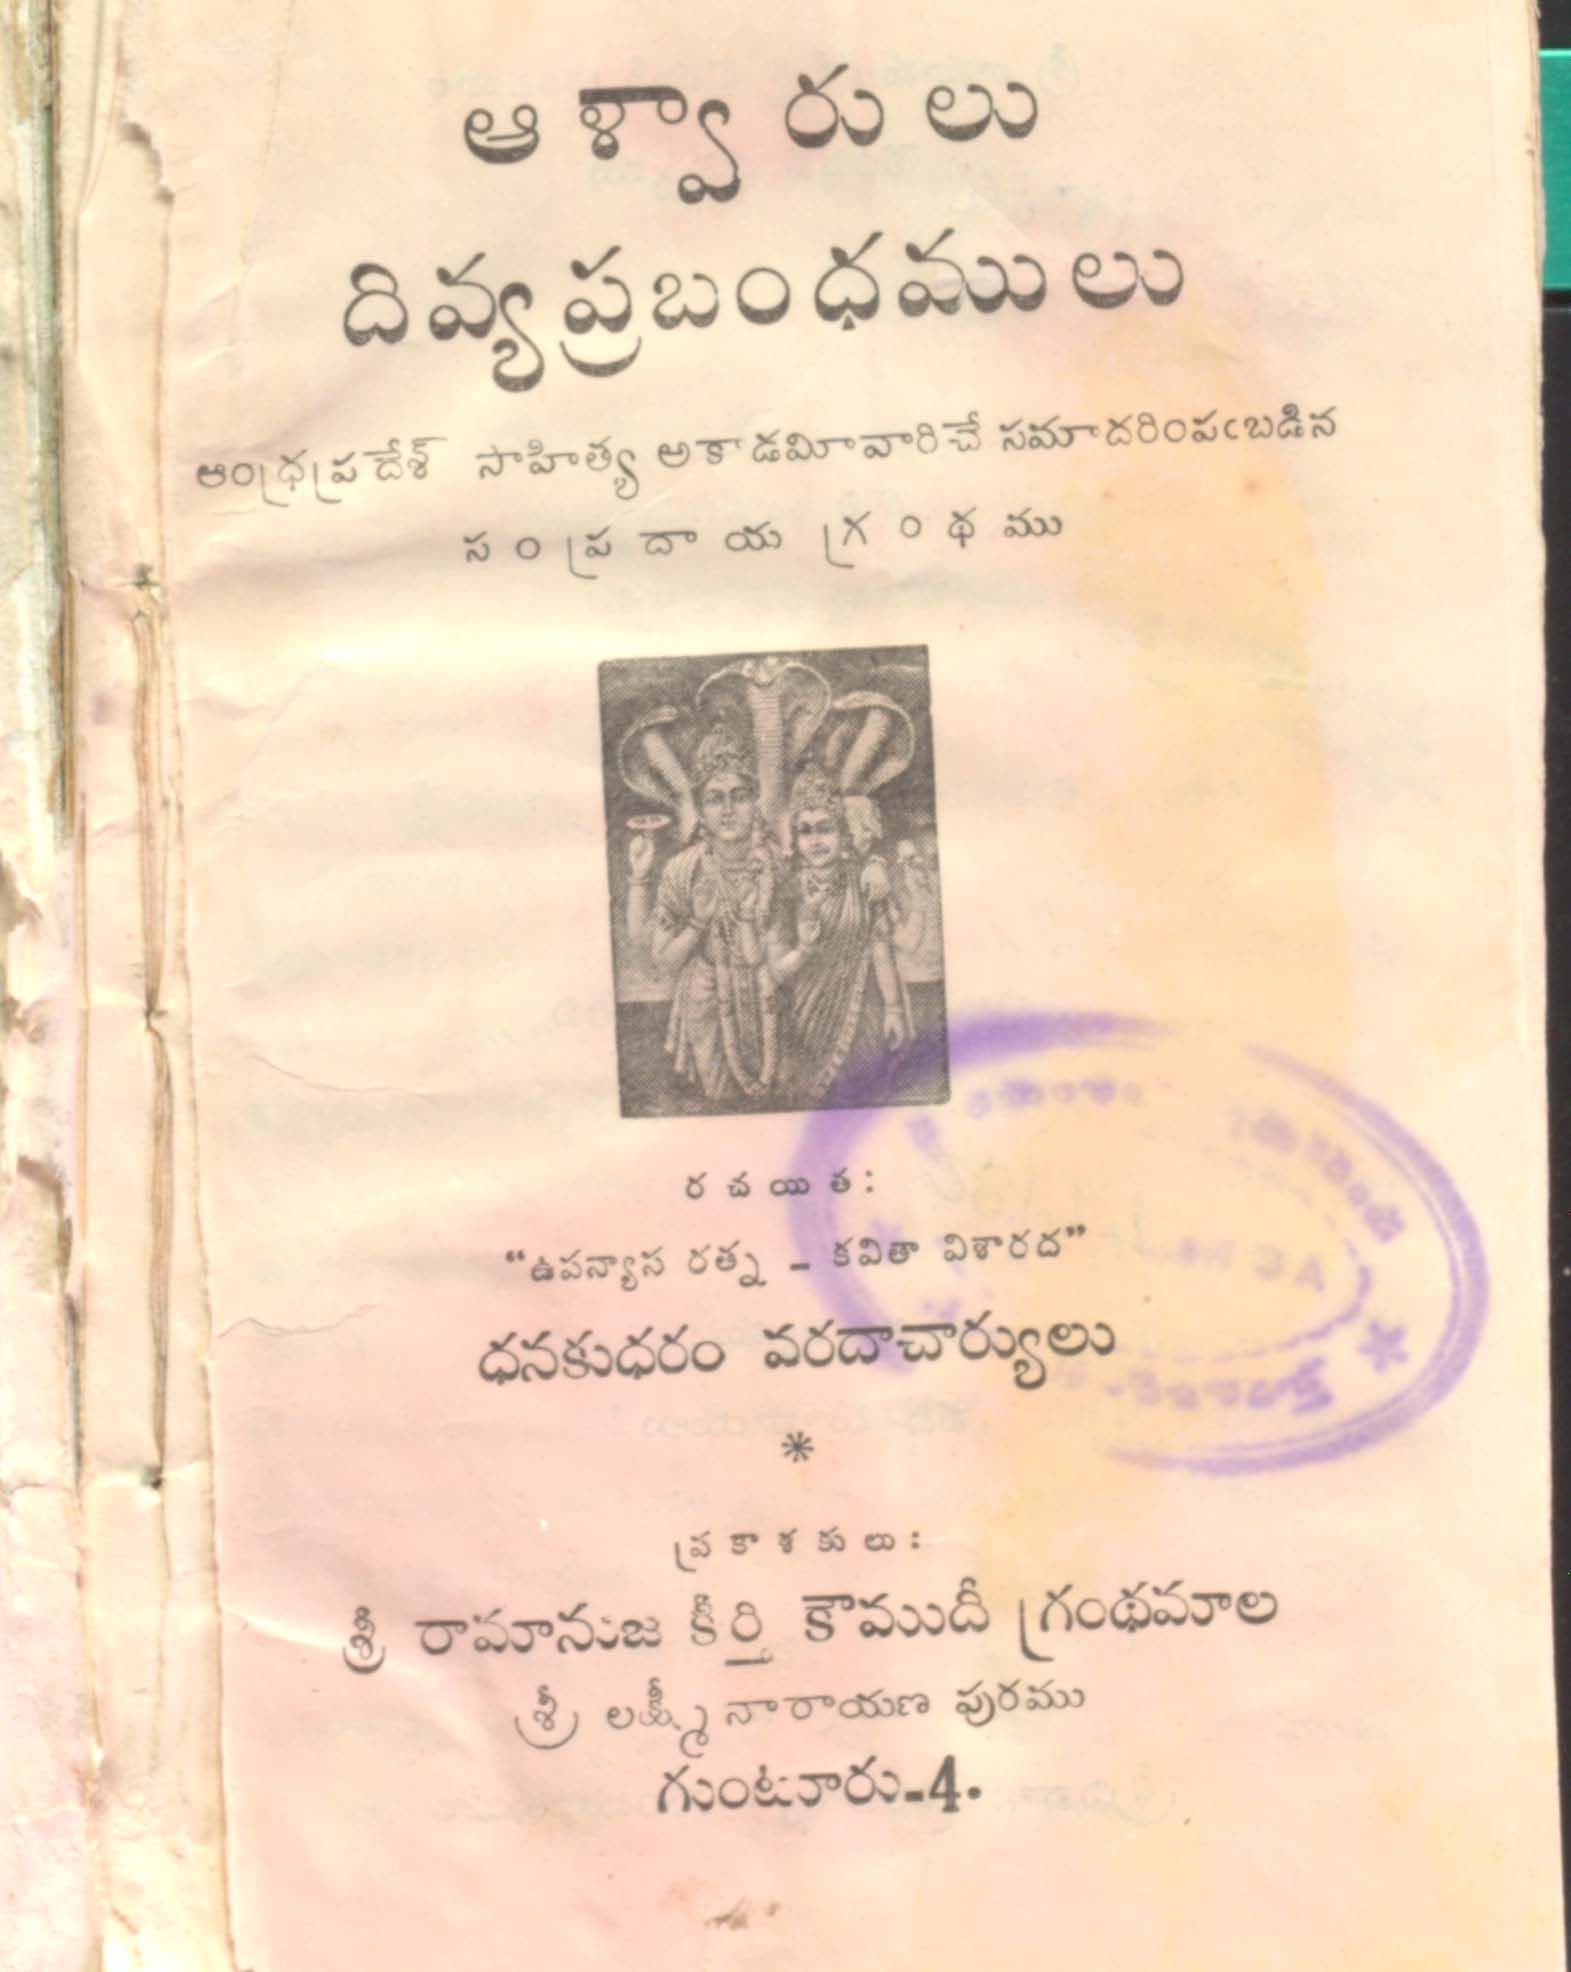 ఆళ్వారులు
దివ్యప్రబంధములు
ఆంధ్రప్రదేశ్ సాహిత్య అకాడమీవారిచే సమాదరింపఁబడిన
సంప్రదాయ గ్రంథము
రచయిత:
“ఉపన్యాస రత్న - కవితా విశారద”
ధనకుధరం వరదాచార్యులు
*
ప్రకాశకులు:
శ్రీ రామానుజ కీర్తి కౌముదీ గ్రంథమాల
శ్రీ లక్ష్మీనారాయణ పురము
గుంటూరు-4.